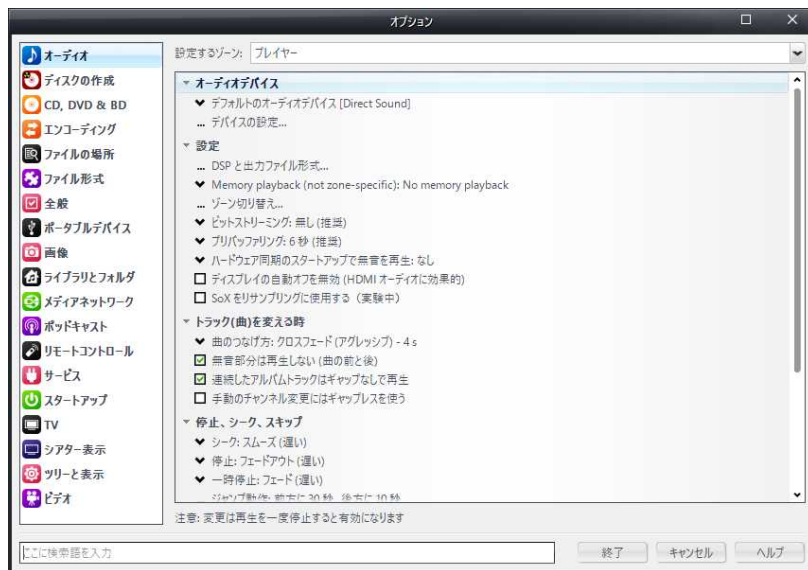 オプション
オーディオ
ディスクの作成
CD, DVD & BD
エンコーディング
ファイルの場所
ファイル形式
全般
ポータブルデバイス
画像
ライブラリとフォルダ
メディアネットワーク
ポッドキャスト
リモートコントロール
サービス
スタートアップ
TV
シアター表示
ツリーと表示
ビデオ
設定するゾーン: プレイヤー
オーディオデバイス
デフォルトのオーディオデバイス [Direct Sound]
... デバイスの設定...
設定
... DSP と出力ファイル形式...
Memory playback (not zone-specific): No memory playback
... ゾーン切り替え...
ビットストリーミング: 無し (推奨)
プリバッファリング: 6 秒 (推奨)
ハードウェア同期のスタートアップで無音を再生: なし
ディスプレイの自動オフを無効 (HDMI オーディオに効果的)
SoX をリサンプリングに使用する (実験中)
トラック(曲)を変える時
曲のつなげ方: クロスフェード (アグレッシブ) - 4 s
無音部分は再生しない (曲の前と後)
連続したアルバムトラックはギャップなしで再生
手動のチャンネル変更にはギャップレスを使う
停止、シーク、スキップ
シーク: スムーズ (遅い)
停止: フェードアウト (遅い)
一時停止: フェード (遅い)
ジャンプ動作: 前方に 30 秒, 後方に 10 秒
注意: 変更は再生を一度停止すると有効になります
ここに検索語を入力
終了
キャンセル
ヘルプ